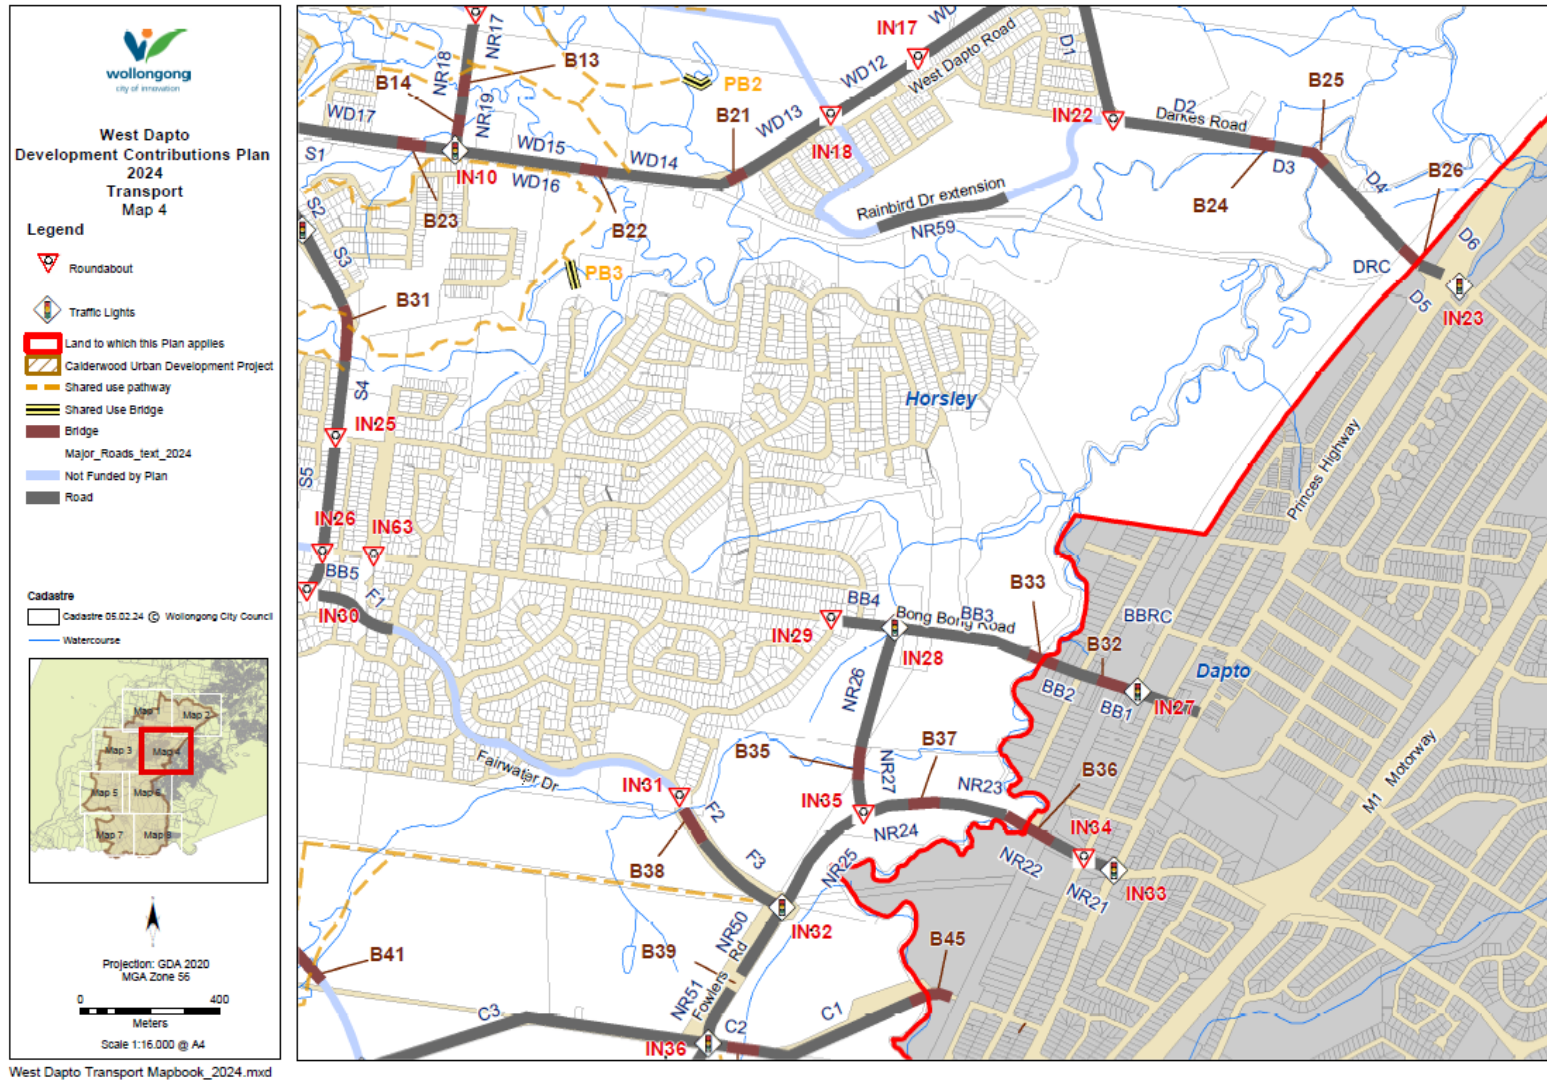 wollongong
city of innovation
West Dapto
Development Contributions Plan
2024
Transport
Map 4
Legend
Roundabout
Traffic Lights
Land to which this Plan applies
Calderwood Urban Development Project
Shared use pathway
Shared Use Bridge
Bridge
Major_Roads_text_2024
Not Funded by Plan
Road
Cadastre
Cadastre 05.02.24 © Wollongong City Council
Watercourse
Map 1
Map 2
Map 3
Map 4
Map 5
Map 6
Map 7
Map 8
Projection: GDA 2020
MGA Zone 56
0 400
Meters
Scale 1:16.000 @ A4
West Dapto Transport Mapbook_2024.mxd
NR17
NR18
B13
B14
NR19
PB2
WD17
S1
IN10
WD15
WD16
B23
B22
WD14
B21
WD13
WD12
IN17
WD
West Dapto Road
IN18
D1
IN22
D2
Darkes Road
B25
D3
B24
D4
B26
D6
DRC
D5
IN23
Rainbird Dr extension
NR59
S2
S3
PB3
B31
S4
IN25
S5
IN26
IN63
BB5
F1
IN30
Horsley
Princes Highway
BB4
Bong Bong Road
BB3
B33
IN29
IN28
BBRC
B32
BB2
BB1
IN27
Dapto
NR26
B35
NR27
B37
NR23
B36
Fairwater Dr
IN31
F2
IN35
NR24
IN34
M1 Motorway
B38
F3
NR25
NR22
NR21
IN33
NR50
IN32
B39
Fowlers Rd
B45
B41
NR51
C3
C2
C1
IN36